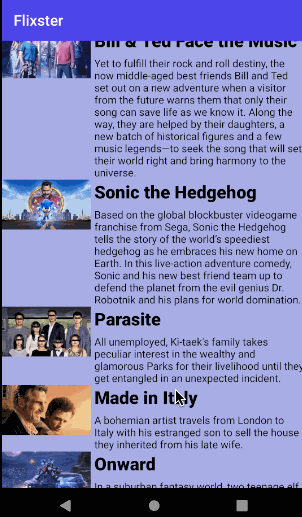 Flixster
Bill & Ted Face the Music
Yet to fulfill their rock and roll destiny, the
now middle-aged best friends Bill and Ted
set out on a new adventure when a visitor
from the future warns them that only their
song can save life as we know it. Along the
way, they are helped by their daughters, a
new batch of historical figures and a few
music legends—to seek the song that will set
their world right and bring harmony to the
universe.
Sonic the Hedgehog
Based on the global blockbuster videogame
franchise from Sega, Sonic the Hedgehog
tells the story of the world's speediest
hedgehog as he embraces his new home on
Earth. In this live-action adventure comedy,
Sonic and his new best friend team up to
defend the planet from the evil genius Dr.
Robotnik and his plans for world domination.
Parasite
All unemployed, Ki-taek's family takes
peculiar interest in the wealthy and
glamorous Parks for their livelihood until they
get entangled in an unexpected incident.
Made in Italy
A bohemian artist travels from London to
Italy with his estranged son to sell the house
they inherited from his late wife.
Onward
In a suburban fantasy world, two teenage elf